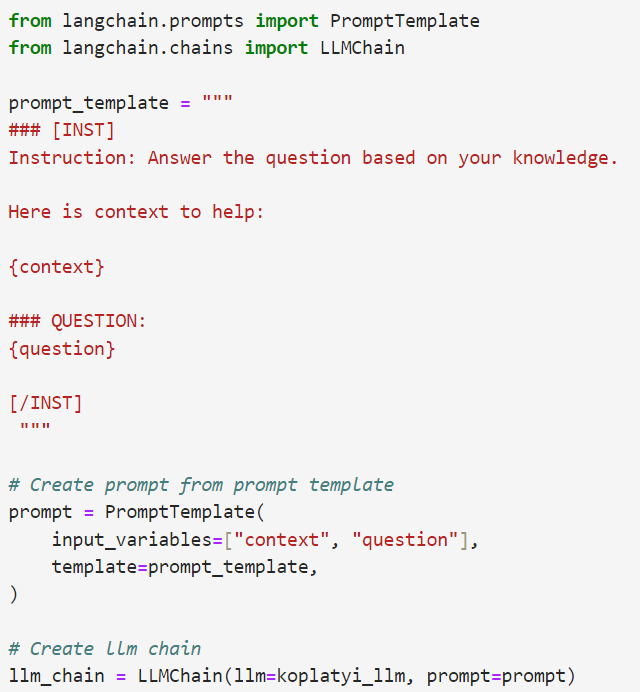 from langchain.prompts import PromptTemplate
from langchain.chains import LLMChain
prompt_template = """
### [INST]
Instruction: Answer the question based on your knowledge.
Here is context to help:
{context}
### QUESTION:
{question}
[/INST]
"""
# Create prompt from prompt template
prompt = PromptTemplate(
    input_variables=["context", "question"],
    template=prompt_template,
)
# Create llm chain
llm_chain = LLMChain(llm=koplatyi_llm, prompt=prompt)